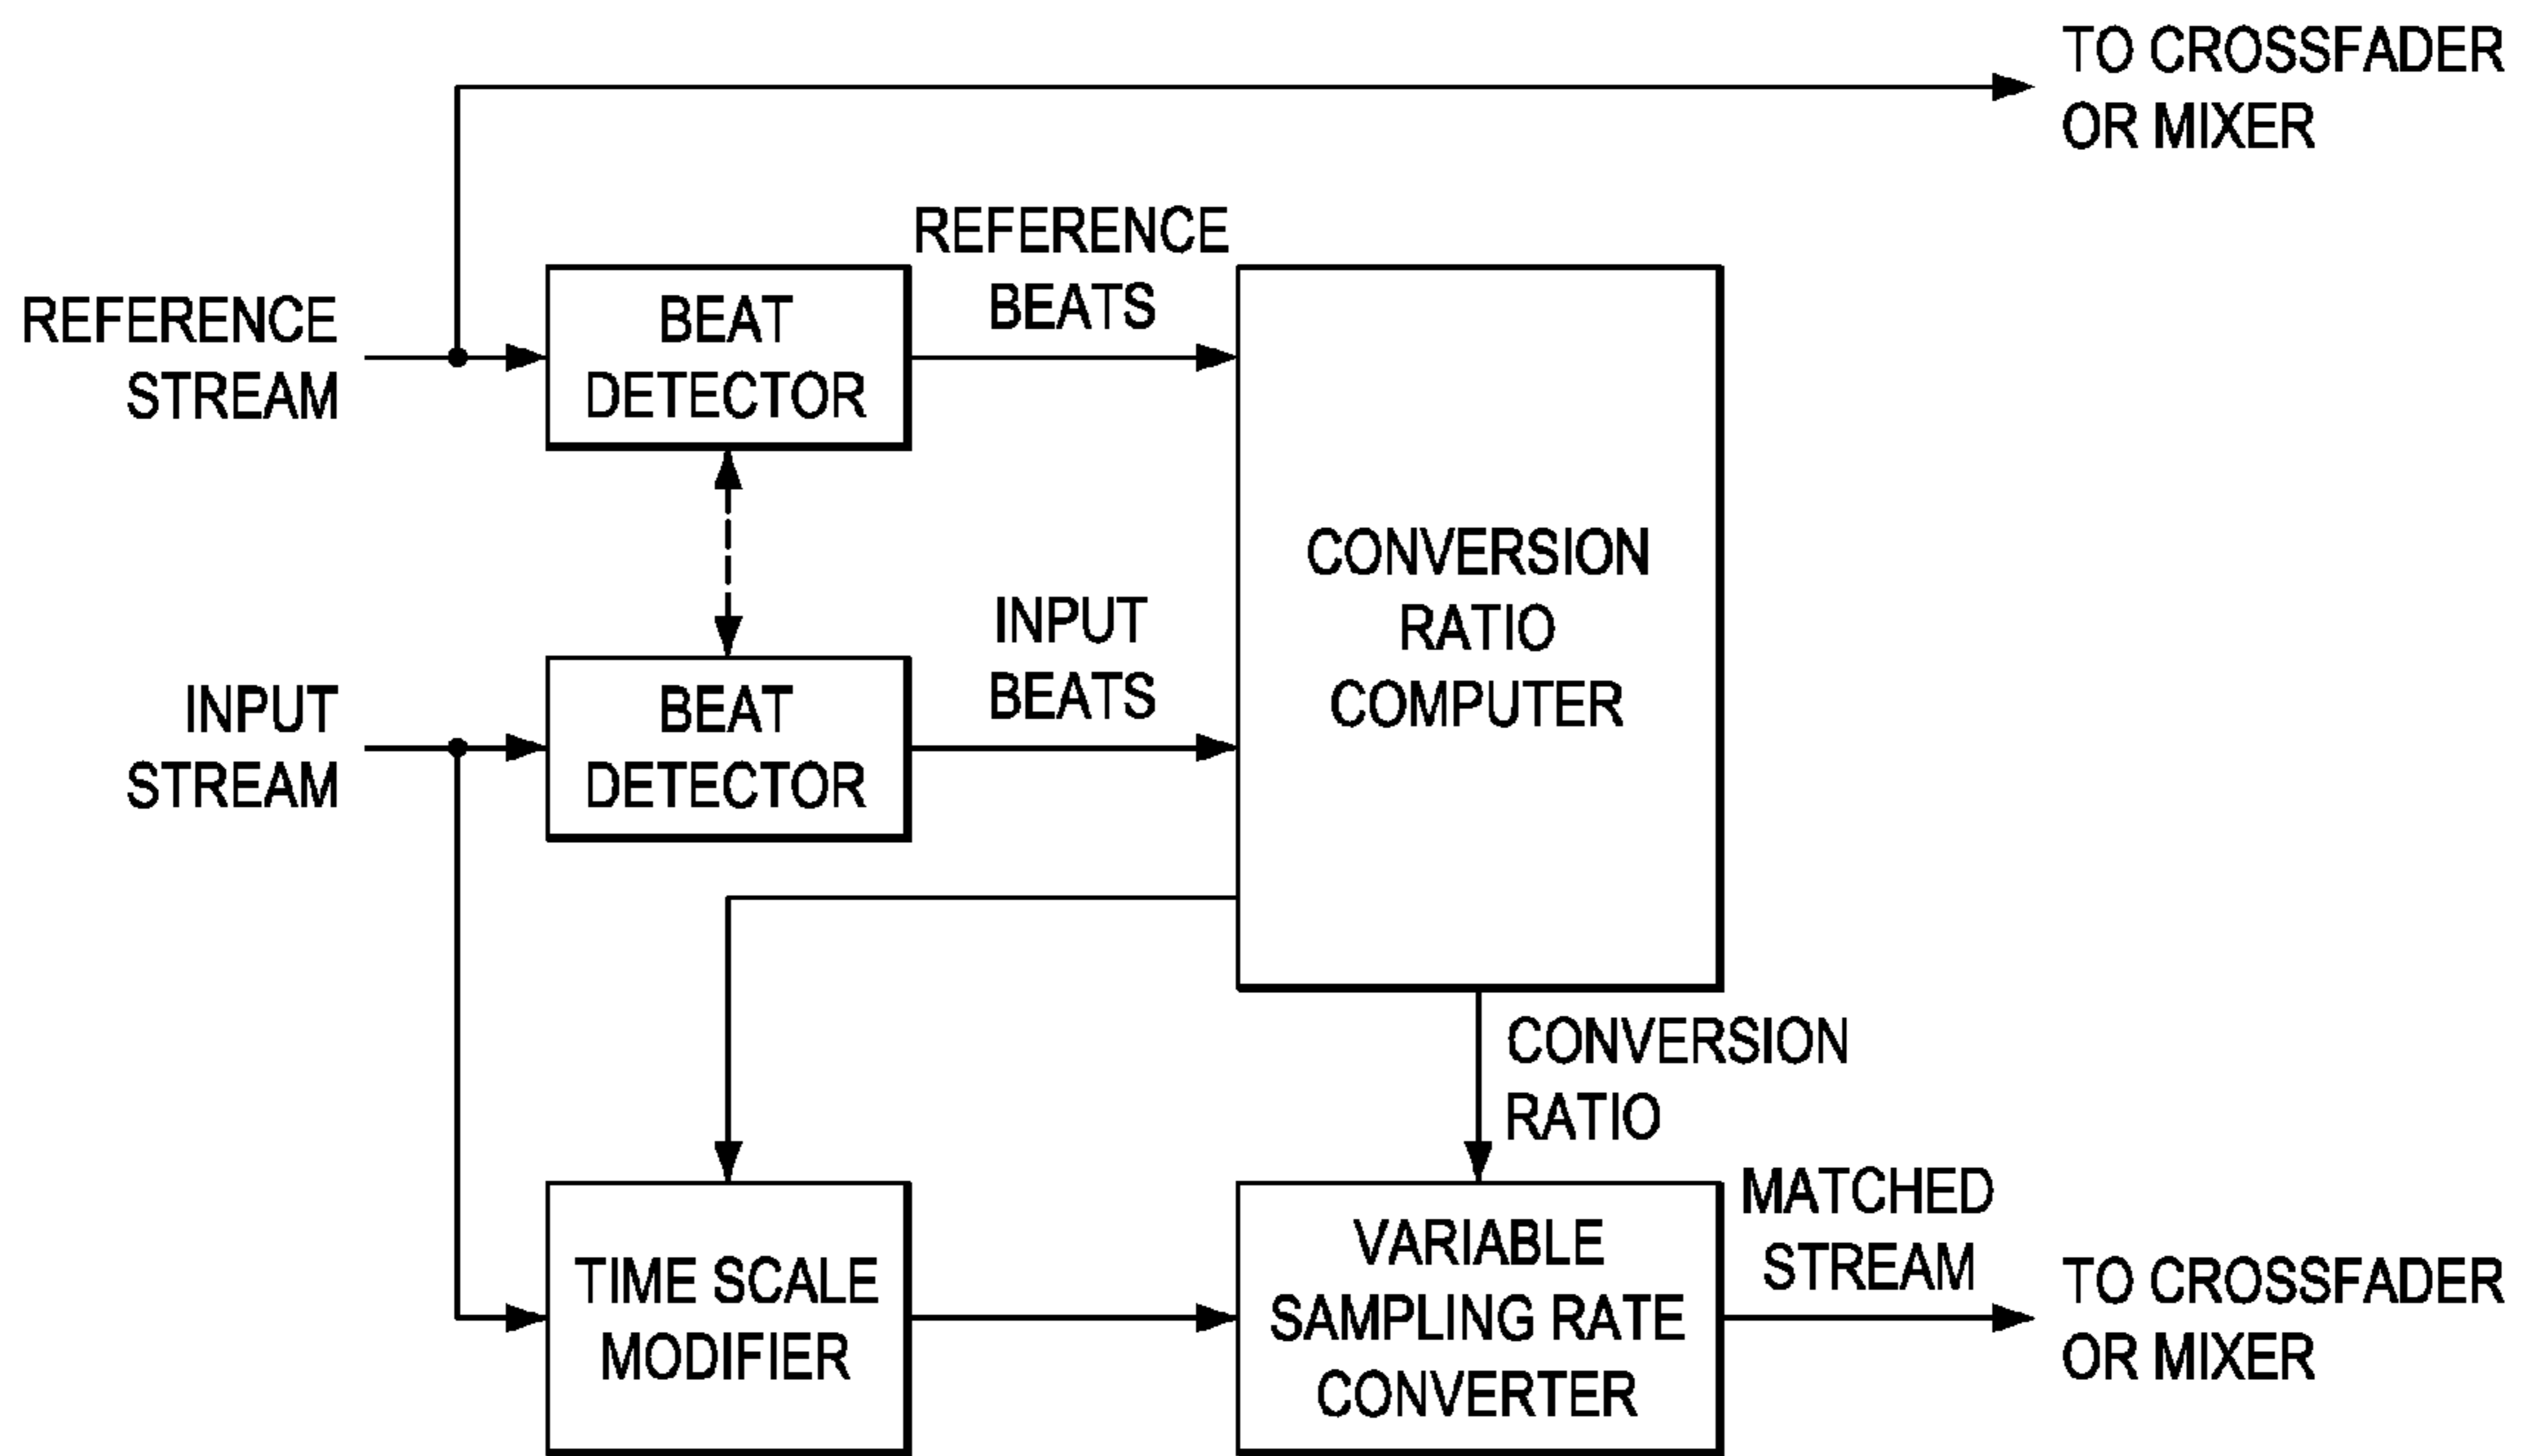 TO CROSSFADER
OR MIXER
REFERENCE
BEATS
REFERENCE
STREAM
BEAT
DETECTOR
CONVERSION
RATIO
COMPUTER
INPUT
BEATS
INPUT
STREAM
BEAT
DETECTOR
CONVERSION
RATIO
TIME SCALE
MODIFIER
VARIABLE
SAMPLING RATE
CONVERTER
MATCHED
STREAM
TO CROSSFADER
OR MIXER